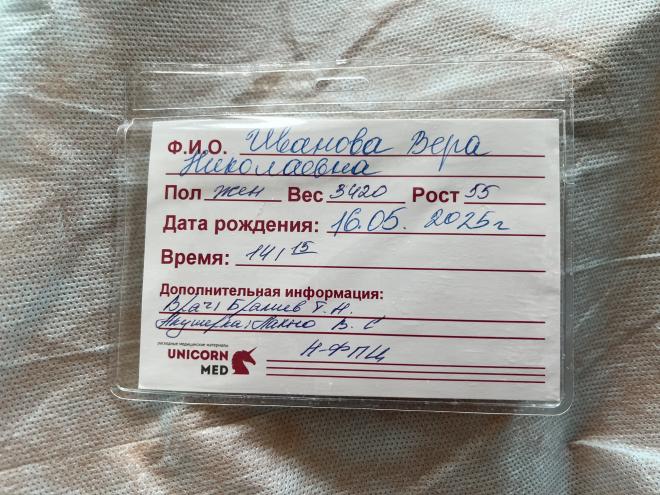 Ф.И.О. Иванова Вера
Николаевна
Пол жен Вес 3420 Рост 55
Дата рождения: 16.05.2025г
Время: 14 15
Дополнительная информация:
Врач: Т.Н.
Акушерка: Махно В.С
Н-ФПЦ
расходные медицинские материалы
UNICORN
MED